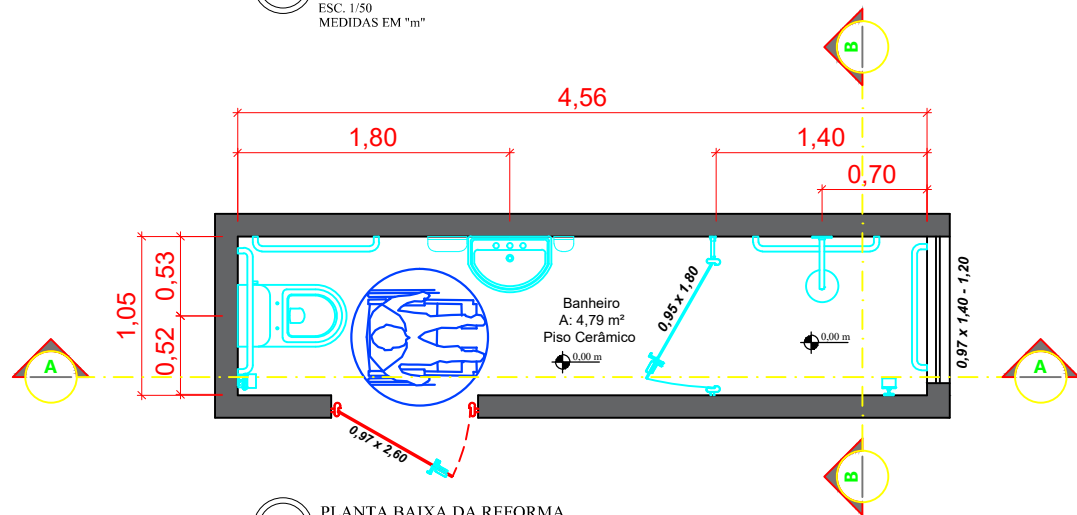 ESC. 1/50
MEDIDAS EM "m"
B
4,56
1,80
1,40
0,70
1,05
0,53
0,52
0,95 x 1,80
Banheiro
A: 4,79 m²
Piso Cerâmico
0,00 m
0,00 m
0,97 x 1,40 - 1,20
A
A
0,97 x 2,60
B
PLANTA BAIXA DA REFORMA